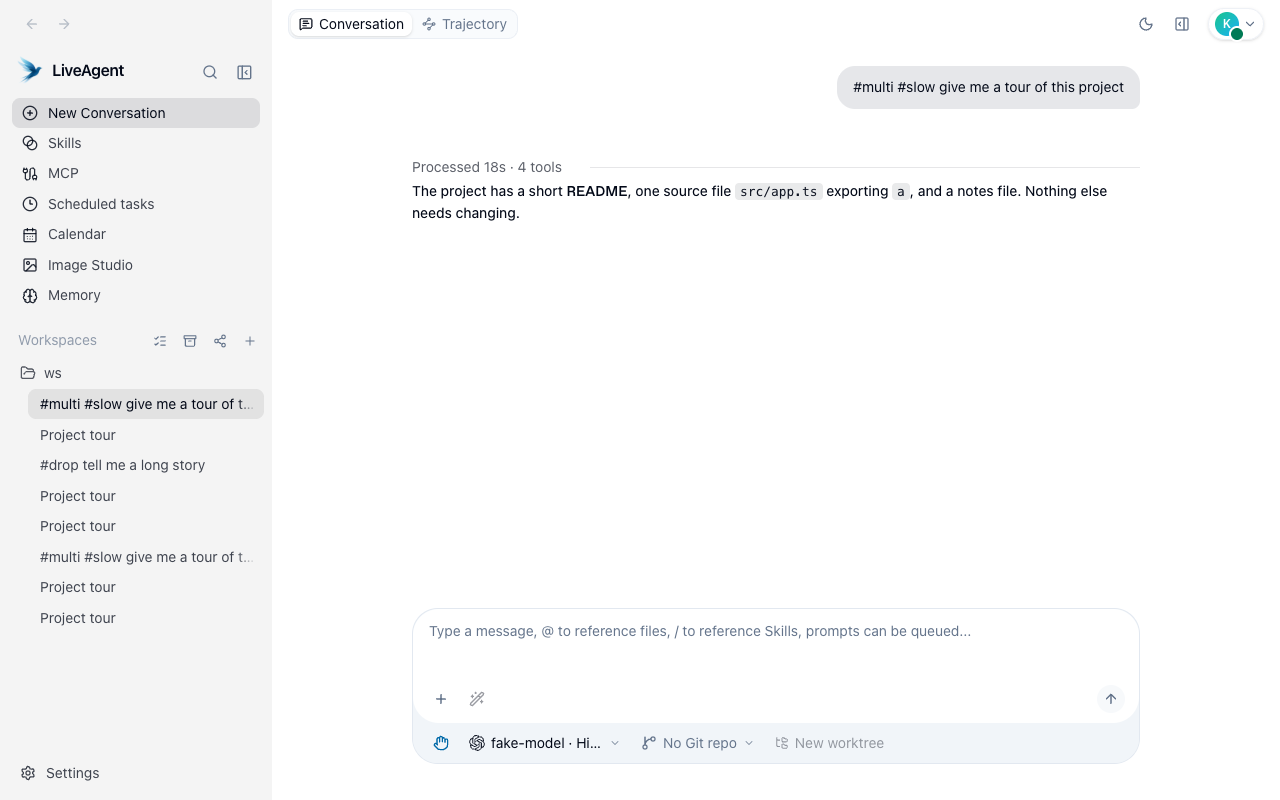 Conversation
Trajectory
K
LiveAgent
New Conversation
Skills
MCP
Scheduled tasks
Calendar
Image Studio
Memory
Workspaces
ws
#multi #slow give me a tour of t...
Project tour
#drop tell me a long story
Project tour
Project tour
#multi #slow give me a tour of t...
Project tour
Project tour
Settings
#multi #slow give me a tour of this project
Processed 18s · 4 tools
The project has a short README, one source file src/app.ts exporting a, and a notes file. Nothing else
needs changing.
Type a message, @ to reference files, / to reference Skills, prompts can be queued...
fake-model · Hi...
No Git repo
New worktree